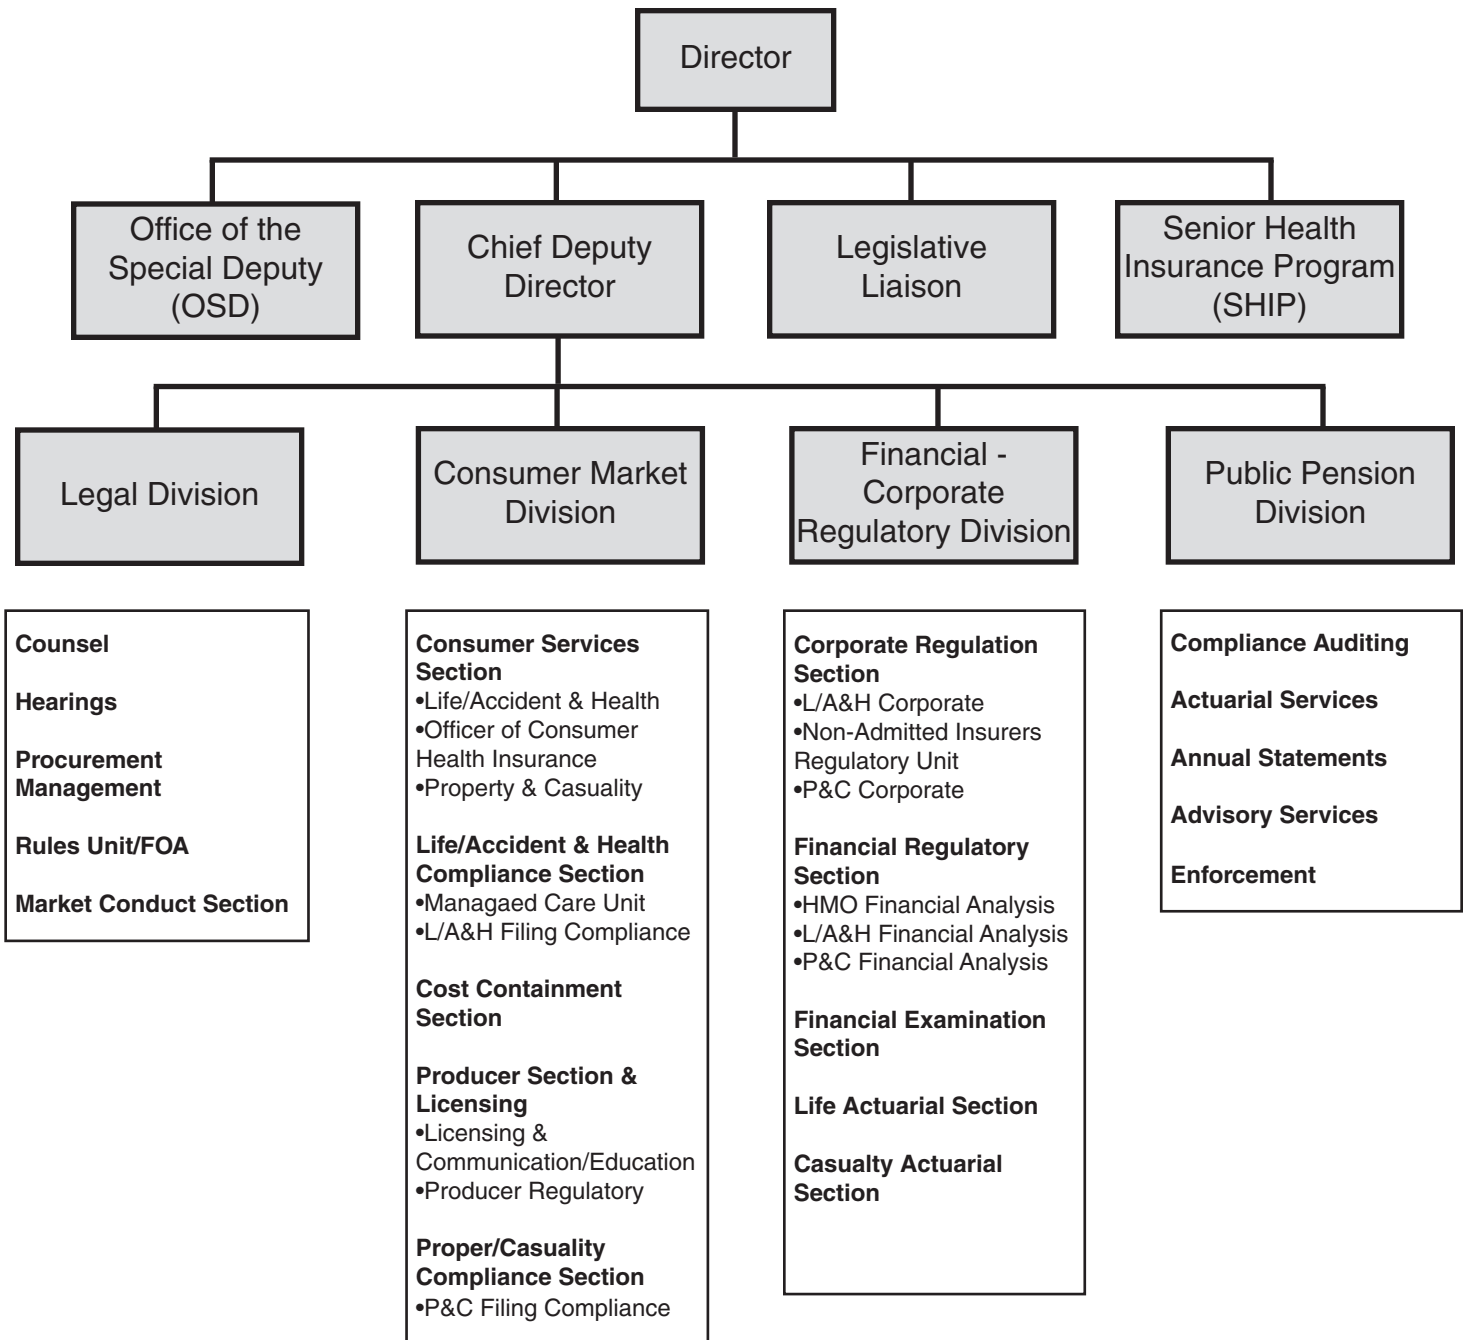 Director
Office of the
Special Deputy
(OSD)
Chief Deputy
Director
Legislative
Liaison
Senior Health
Insurance Program
(SHIP)
Legal Division
Consumer Market
Division
Financial -
Corporate
Regulatory Division
Public Pension
Division
Counsel
Hearings
Procurement
Management
Rules Unit/FOA
Market Conduct Section
Consumer Services
Section
•Life/Accident & Health
•Officer of Consumer
Health Insurance
•Property & Casuality
Life/Accident & Health
Compliance Section
•Managaed Care Unit
•L/A&H Filing Compliance
Cost Containment
Section
Producer Section &
Licensing
•Licensing &
Communication/Education
•Producer Regulatory
Proper/Casuality
Compliance Section
•P&C Filing Compliance
Corporate Regulation
Section
•L/A&H Corporate
•Non-Admitted Insurers
Regulatory Unit
•P&C Corporate
Financial Regulatory
Section
•HMO Financial Analysis
•L/A&H Financial Analysis
•P&C Financial Analysis
Financial Examination
Section
Life Actuarial Section
Casualty Actuarial
Section
Compliance Auditing
Actuarial Services
Annual Statements
Advisory Services
Enforcement